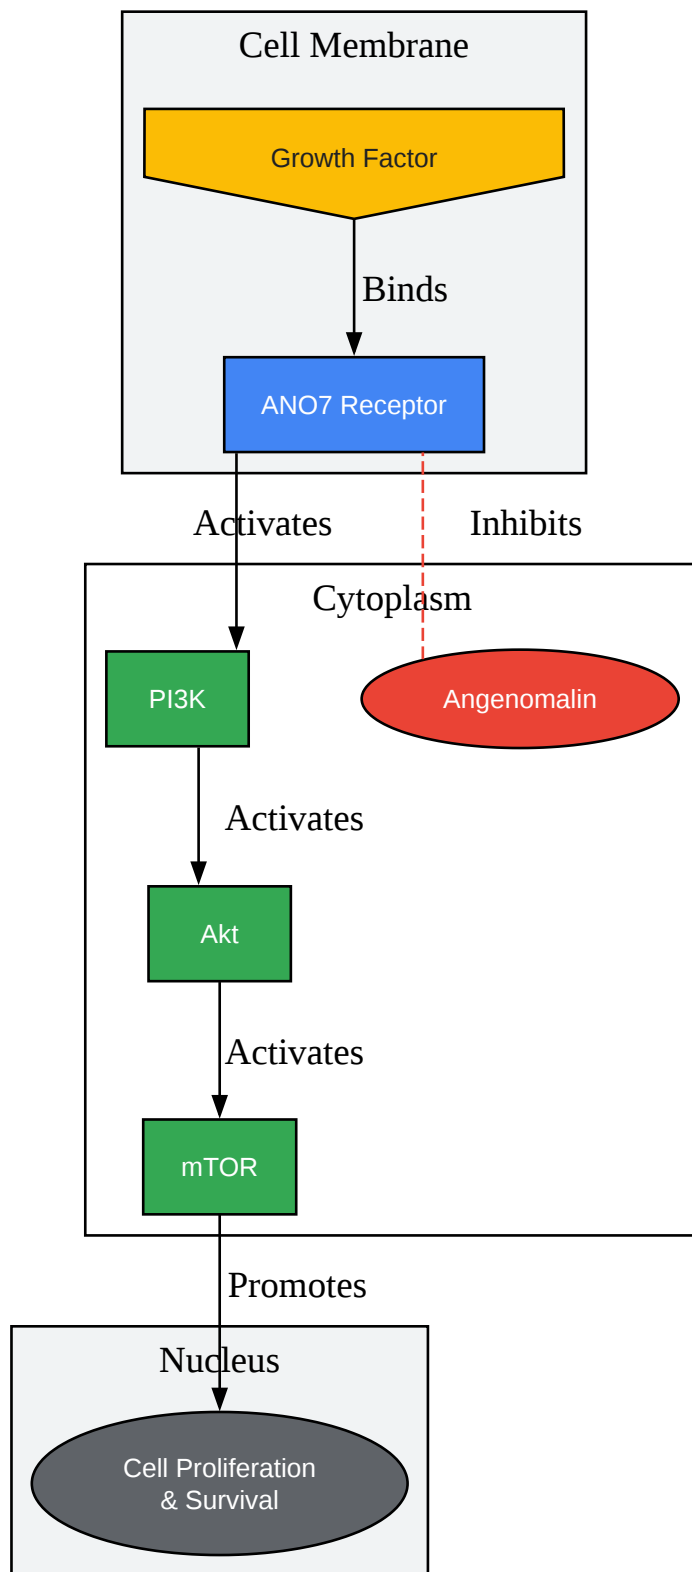 Cell Membrane
Growth Factor
Binds
ANO7 Receptor
Activates
Inhibits
Cytoplasm
PI3K
Angenomalin
Activates
Akt
Activates
mTOR
Promotes
Nucleus
Cell Proliferation
& Survival